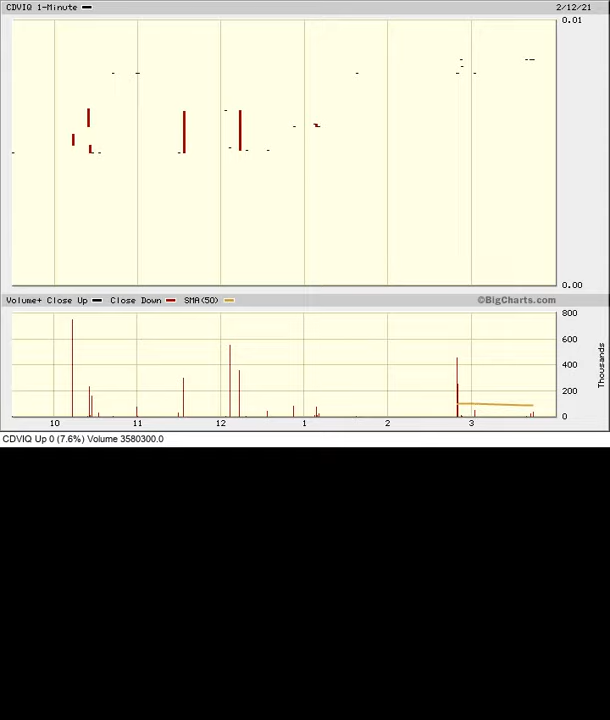 CDVIQ 1-Minute 2/12/21
0.01
0.00
Volume+ Close Up Close Down SMA(50) ©BigCharts.com
800
600
400
200
0
Thousands
10 11 12 1 2 3
CDVIQ Up 0 (7.6%) Volume 3580300.0